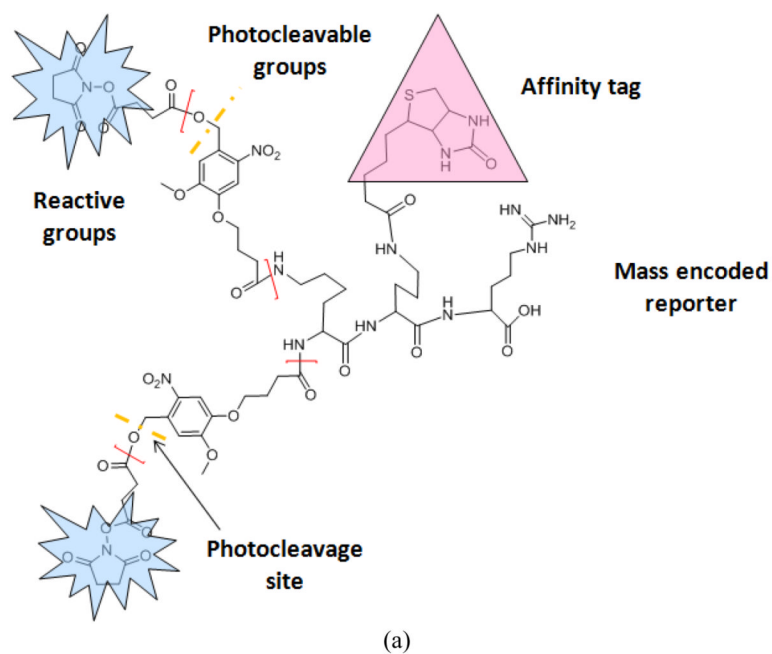 Photocleavable
groups
Affinity tag
Reactive
groups
Mass encoded
reporter
Photocleavage
site
O
N
O
O
O
O
O
NO₂
O
O
O
H
N
S
NH
HN
O
O
HN
HN
NH₂
NH
O
H
N
O
N
H
OH
O
HN
O
O₂N
O
O
O
O
O
O
N
O
O
(a)